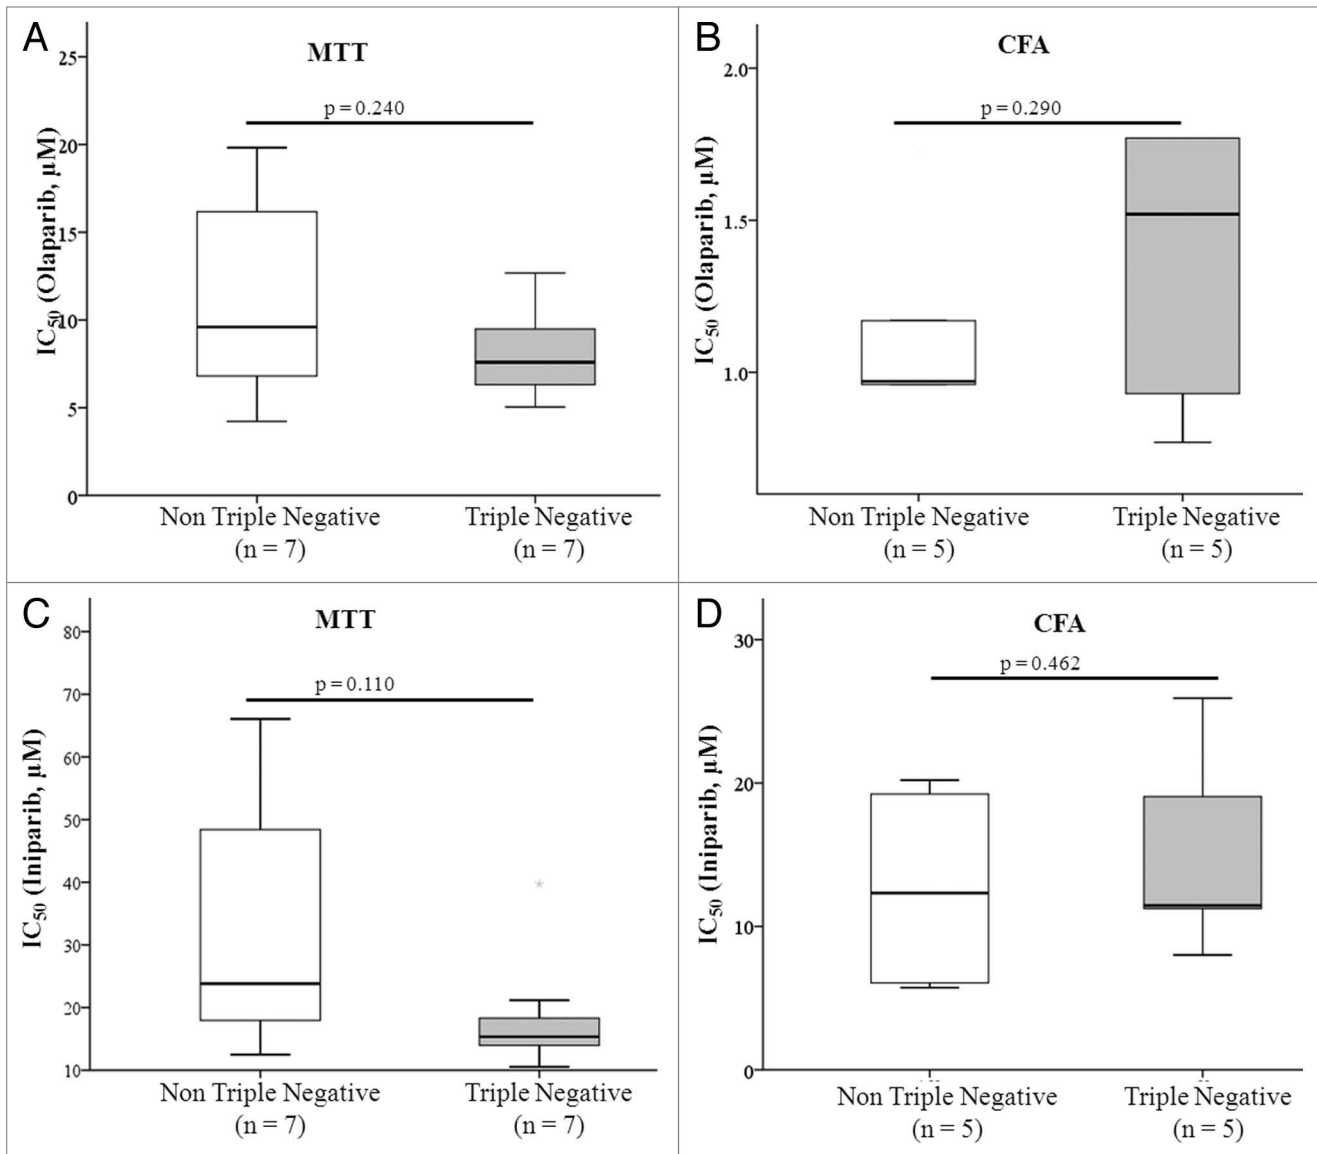 A
MTT
p = 0.240
IC50 (Olaparib, µM)
25
20
15
10
5
0
Non Triple Negative
(n = 7)
Triple Negative
(n = 7)
B
CFA
p = 0.290
IC50 (Olaparib, µM)
2.0
1.5
1.0
Non Triple Negative
(n = 5)
Triple Negative
(n = 5)
C
MTT
p = 0.110
IC50 (Iniparib, µM)
80
70
60
50
40
30
20
10
*
Non Triple Negative
(n = 7)
Triple Negative
(n = 7)
D
CFA
p = 0.462
IC50 (Iniparib, µM)
30
20
10
0
Non Triple Negative
(n = 5)
Triple Negative
(n = 5)